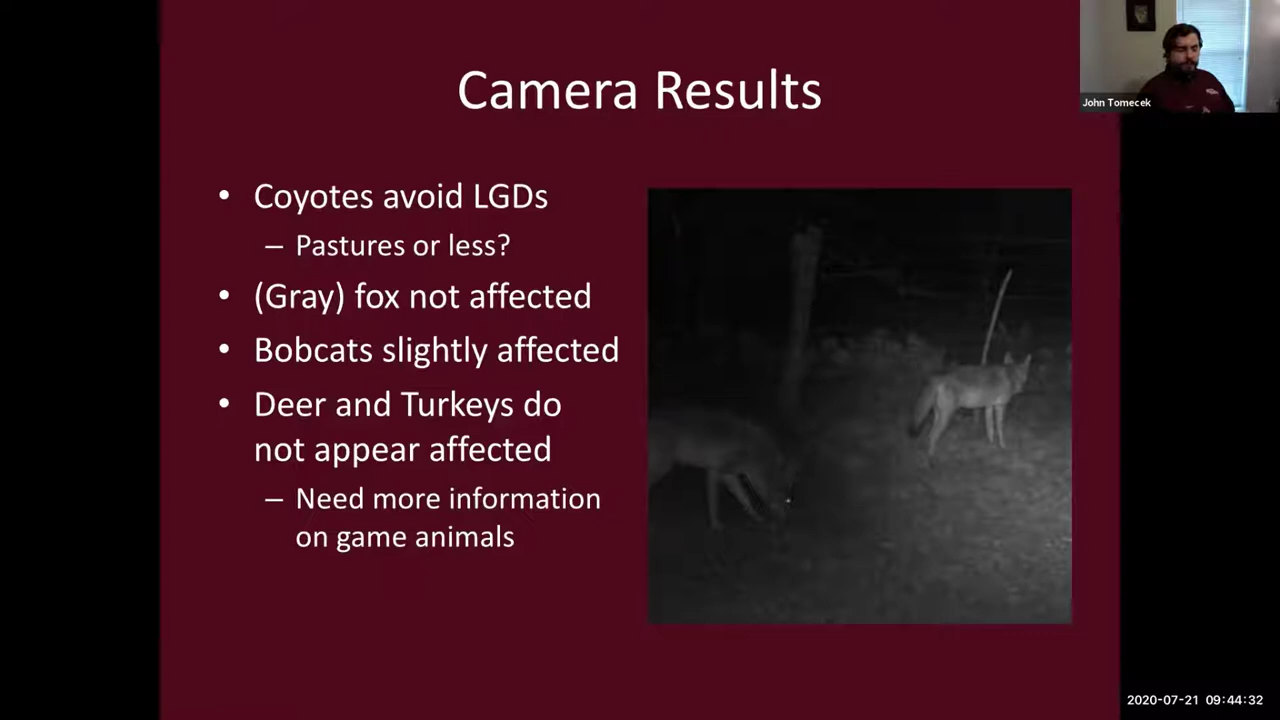 Camera Results
John Tomecek
• Coyotes avoid LGDs
– Pastures or less?
• (Gray) fox not affected
• Bobcats slightly affected
• Deer and Turkeys do
not appear affected
– Need more information
on game animals
2020-07-21 09:44:32